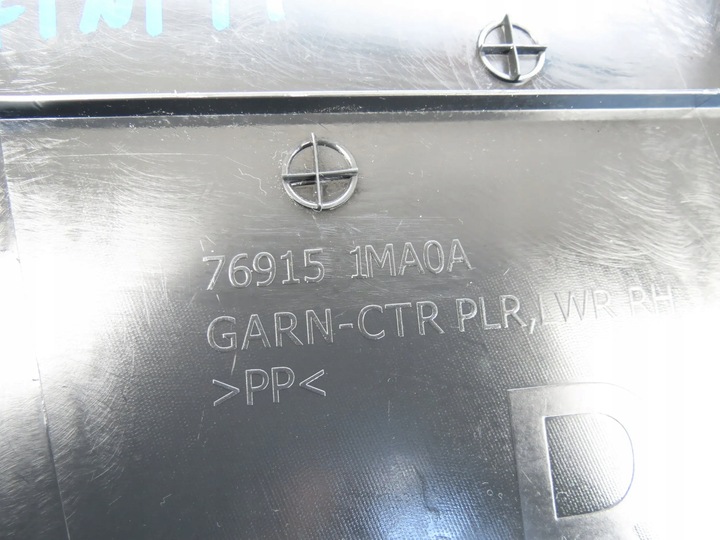 76915 1MA0A
GARN-CTR PLR, LWR RH
>PP<
R